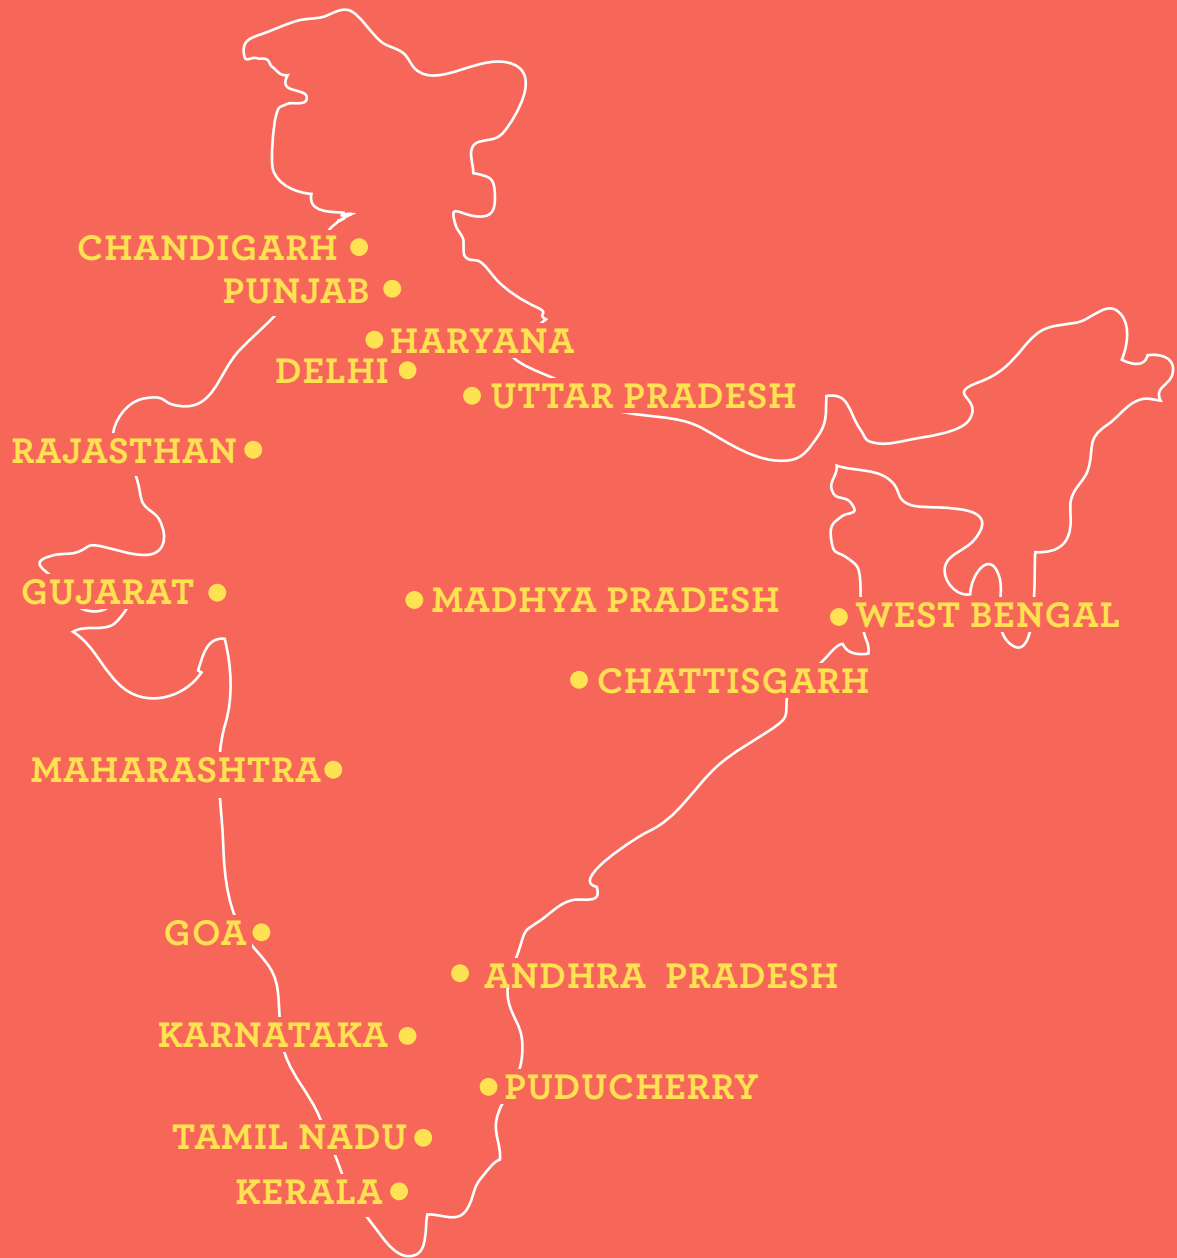 CHANDIGARH
PUNJAB
HARYANA
DELHI
UTTAR PRADESH
RAJASTHAN
GUJARAT
MADHYA PRADESH
WEST BENGAL
CHATTISGARH
MAHARASHTRA
GOA
ANDHRA PRADESH
KARNATAKA
PUDUCHERRY
TAMIL NADU
KERALA